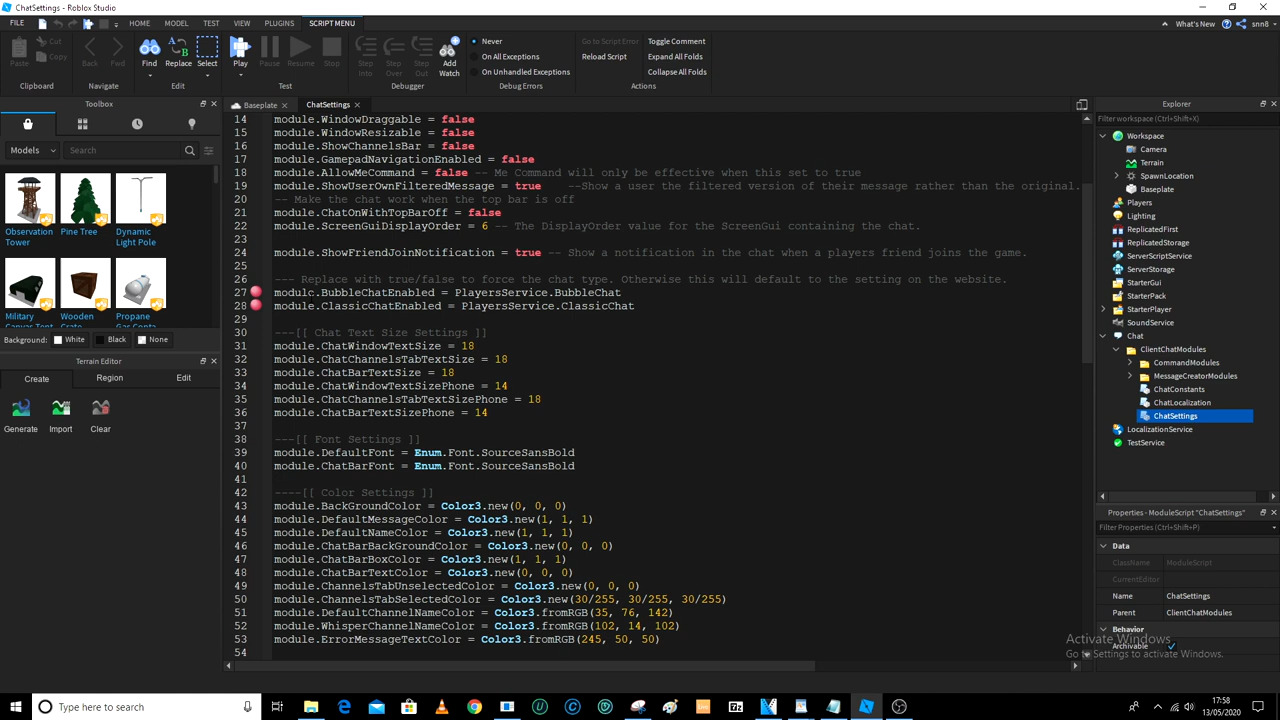 ChatSettings - Roblox Studio
FILE HOME MODEL TEST VIEW PLUGINS SCRIPT MENU What's New snn8
Paste Cut Copy Back Fwd Find Replace Select Play Pause Resume Stop Step Into Step Over Step Out Add Watch
Never
On All Exceptions
On Unhandled Exceptions
Go to Script Error Toggle Comment
Reload Script Expand All Folds
Collapse All Folds
Clipboard Navigate Edit Test Debugger Debug Errors Actions
Toolbox
Models Search
Observation Tower
Pine Tree
Dynamic Light Pole
Military
Wooden
Propane
Background: White Black None
Terrain Editor
Create Region Edit
Generate Import Clear
Baseplate ChatSettings
14 module.WindowDraggable = false
15 module.WindowResizable = false
16 module.ShowChannelsBar = false
17 module.GamepadNavigationEnabled = false
18 module.AllowMeCommand = false -- Me Command will only be effective when this set to true
19 module.ShowUserOwnFilteredMessage = true --Show a user the filtered version of their message rather than the original.
20 -- Make the chat work when the top bar is off
21 module.ChatOnWithTopBarOff = false
22 module.ScreenGuiDisplayOrder = 6 -- The DisplayOrder value for the ScreenGui containing the chat.
23
24 module.ShowFriendJoinNotification = true -- Show a notification in the chat when a players friend joins the game.
25
26 --- Replace with true/false to force the chat type. Otherwise this will default to the setting on the website.
27 module.BubbleChatEnabled = PlayersService.BubbleChat
28 module.ClassicChatEnabled = PlayersService.ClassicChat
29
30 ---[[ Chat Text Size Settings ]]
31 module.ChatWindowTextSize = 18
32 module.ChatChannelsTabTextSize = 18
33 module.ChatBarTextSize = 18
34 module.ChatWindowTextSizePhone = 14
35 module.ChatChannelsTabTextSizePhone = 18
36 module.ChatBarTextSizePhone = 14
37
38 ---[[ Font Settings ]]
39 module.DefaultFont = Enum.Font.SourceSansBold
40 module.ChatBarFont = Enum.Font.SourceSansBold
41
42 ----[[ Color Settings ]]
43 module.BackGroundColor = Color3.new(0, 0, 0)
44 module.DefaultMessageColor = Color3.new(1, 1, 1)
45 module.DefaultNameColor = Color3.new(1, 1, 1)
46 module.ChatBarBackGroundColor = Color3.new(0, 0, 0)
47 module.ChatBarBoxColor = Color3.new(1, 1, 1)
48 module.ChatBarTextColor = Color3.new(0, 0, 0)
49 module.ChannelsTabUnselectedColor = Color3.new(0, 0, 0)
50 module.ChannelsTabSelectedColor = Color3.new(30/255, 30/255, 30/255)
51 module.DefaultChannelNameColor = Color3.fromRGB(35, 76, 142)
52 module.WhisperChannelNameColor = Color3.fromRGB(102, 14, 102)
53 module.ErrorMessageTextColor = Color3.fromRGB(245, 50, 50)
54
Explorer
Filter workspace (Ctrl+Shift+X)
Workspace
Camera
Terrain
SpawnLocation
Baseplate
Players
Lighting
ReplicatedFirst
ReplicatedStorage
ServerScriptService
ServerStorage
StarterGui
StarterPack
StarterPlayer
SoundService
Chat
ClientChatModules
CommandModules
MessageCreatorModules
ChatConstants
ChatLocalization
ChatSettings
LocalizationService
TestService
Properties - ModuleScript "ChatSettings"
Filter Properties (Ctrl+Shift+P)
Data
ClassName ModuleScript
CurrentEditor
Name ChatSettings
Parent ClientChatModules
Behavior
Archivable
Activate Windows
Go to Settings to activate Windows.
Type here to search
17:58
13/05/2020